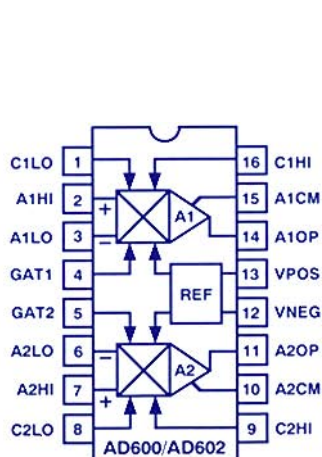 C1LO 1 16 C1HI
A1HI 2 + A1 15 A1CM
A1LO 3 − 14 A1OP
GAT1 4 REF 13 VPOS
GAT2 5 12 VNEG
A2LO 6 − A2 11 A2OP
A2HI 7 + 10 A2CM
C2LO 8 9 C2HI
AD600/AD602